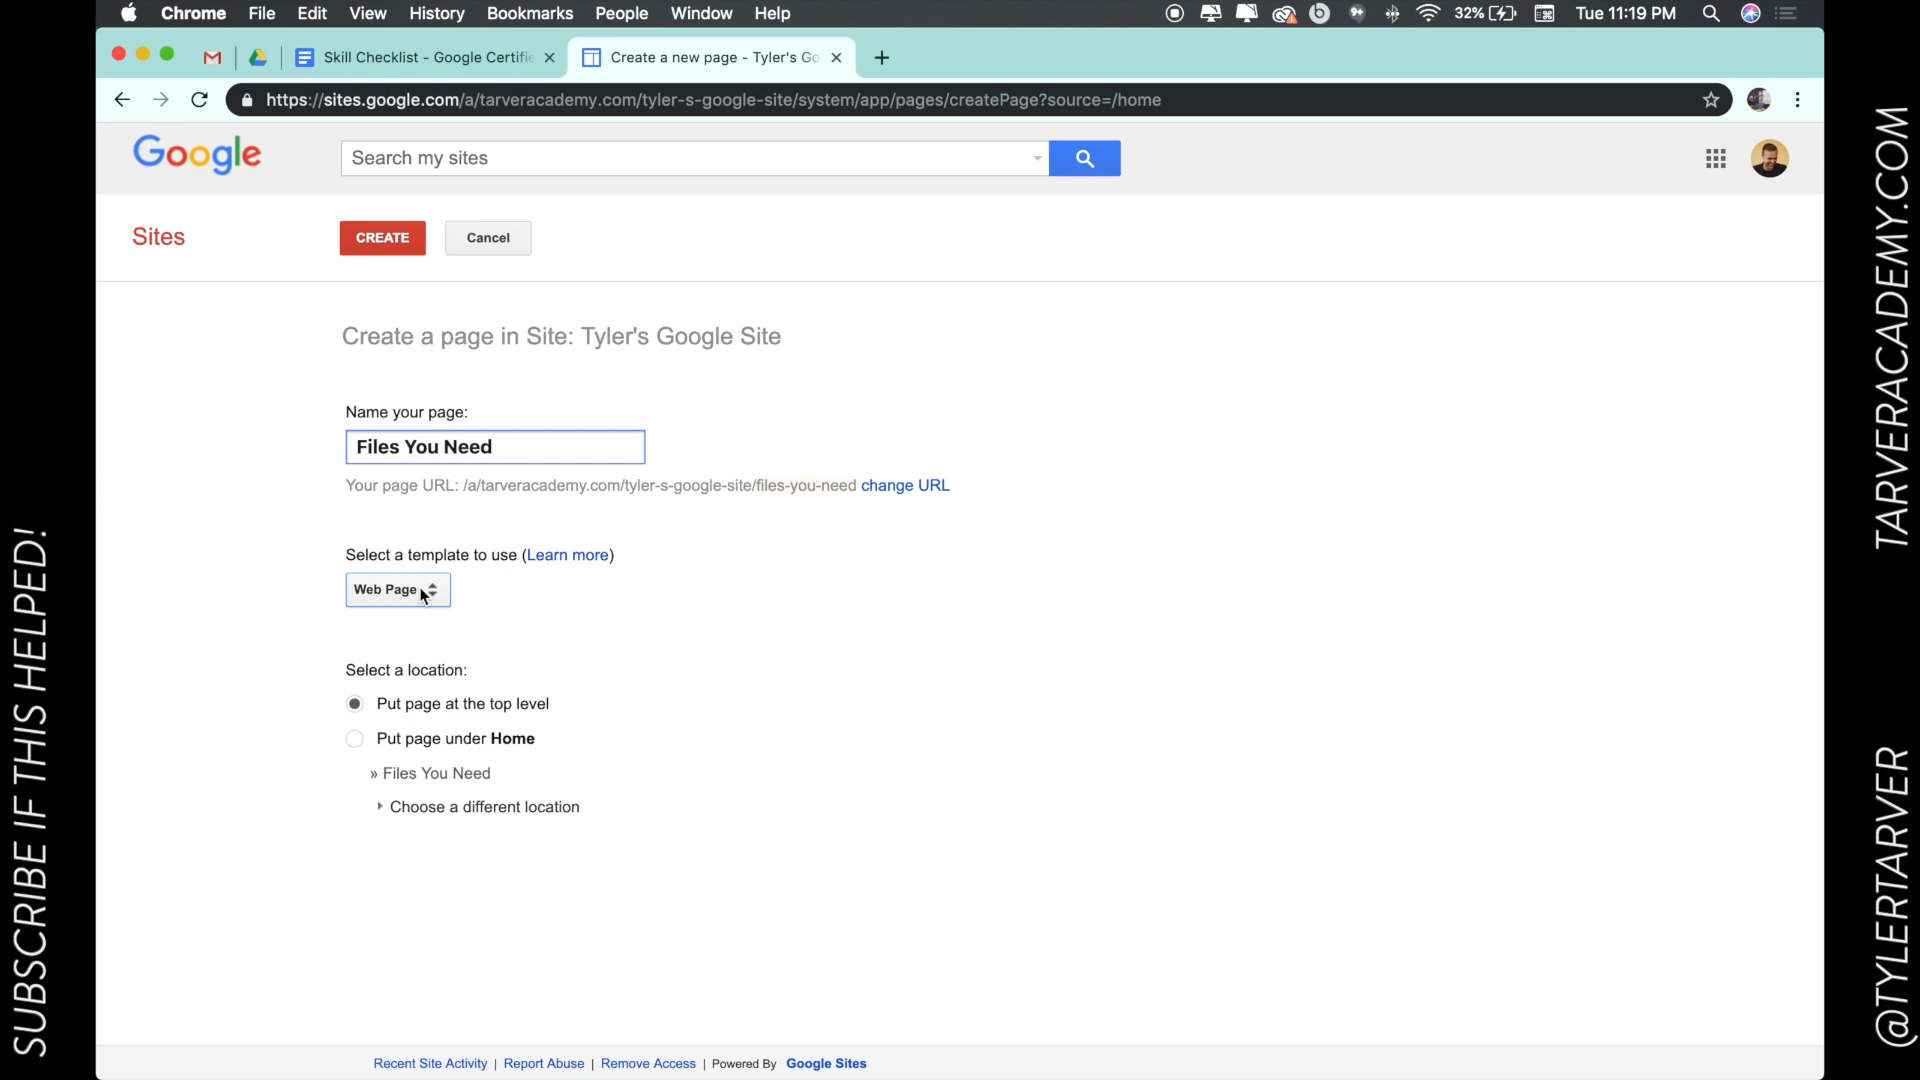 Chrome File Edit View History Bookmarks People Window Help 32% Tue 11:19 PM
Skill Checklist - Google Certifie Create a new page - Tyler's Go
https://sites.google.com/a/tarveracademy.com/tyler-s-google-site/system/app/pages/createPage?source=/home
Google Search my sites
Sites CREATE Cancel
Create a page in Site: Tyler's Google Site
Name your page:
Files You Need
Your page URL: /a/tarveracademy.com/tyler-s-google-site/files-you-need change URL
Select a template to use (Learn more)
Web Page
Select a location:
Put page at the top level
Put page under Home
» Files You Need
Choose a different location
Recent Site Activity | Report Abuse | Remove Access | Powered By Google Sites
SUBSCRIBE IF THIS HELPED!
TARVERACADEMY.COM
@TYLERTARVER